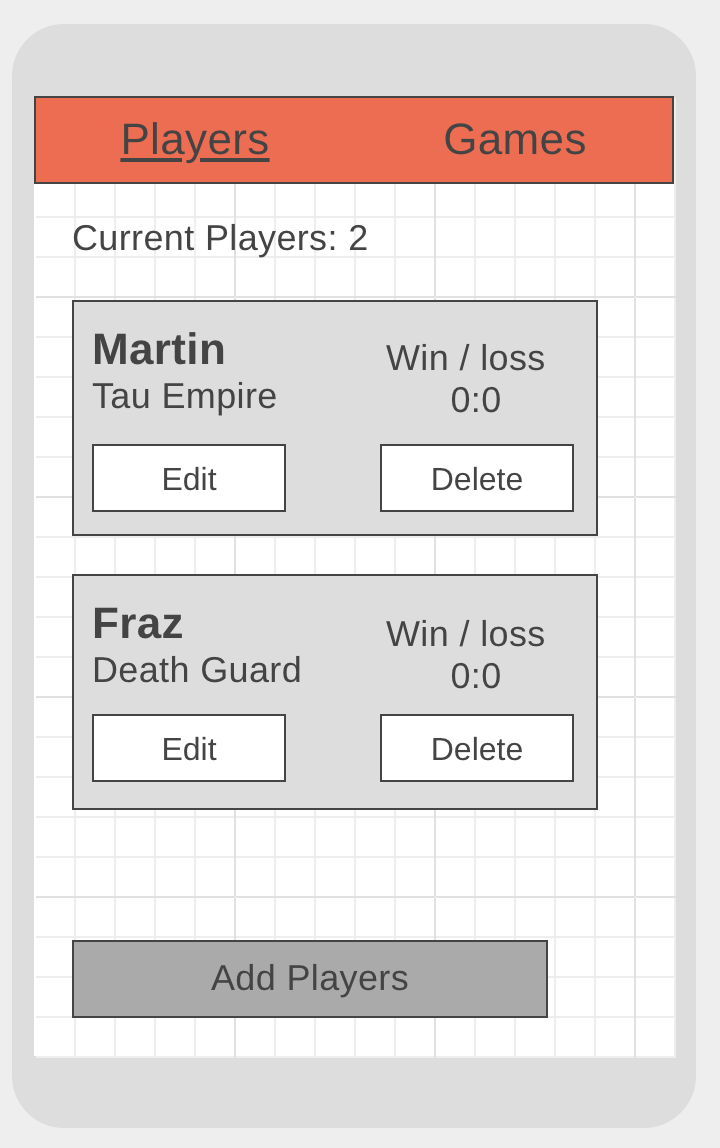 Players Games
Current Players: 2
Martin
Tau Empire
Win / loss
0:0
Edit Delete
Fraz
Death Guard
Win / loss
0:0
Edit Delete
Add Players